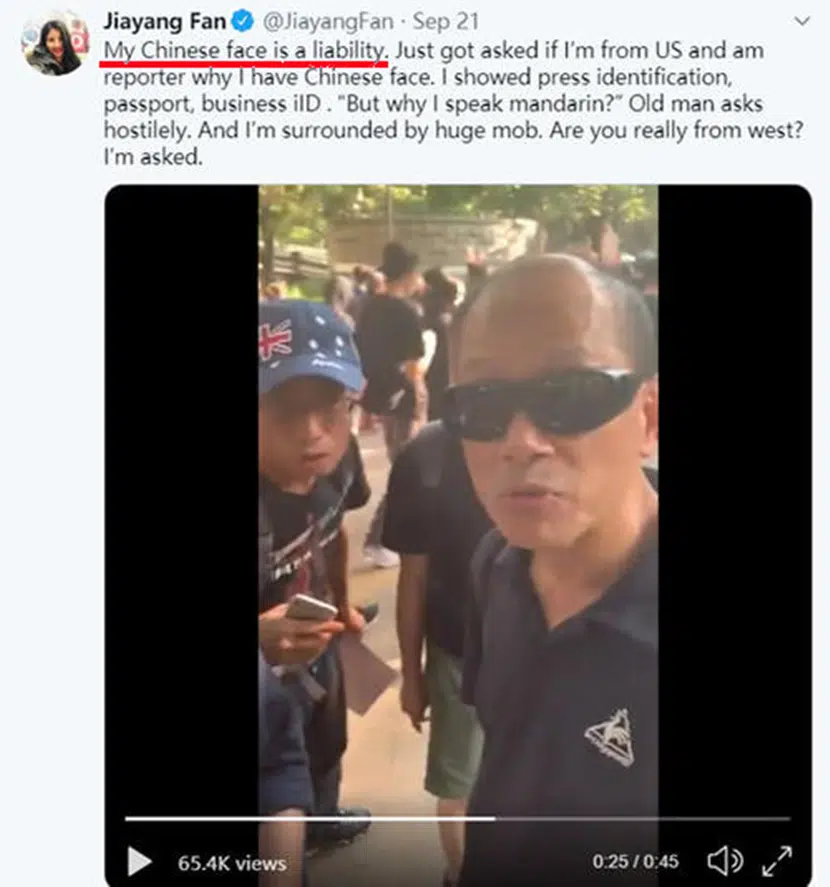 Jiayang Fan @JiayangFan · Sep 21
My Chinese face is a liability. Just got asked if I'm from US and am
reporter why I have Chinese face. I showed press identification,
passport, business iID . "But why I speak mandarin?" Old man asks
hostilely. And I'm surrounded by huge mob. Are you really from west?
I'm asked.
65.4K views
0:25 / 0:45